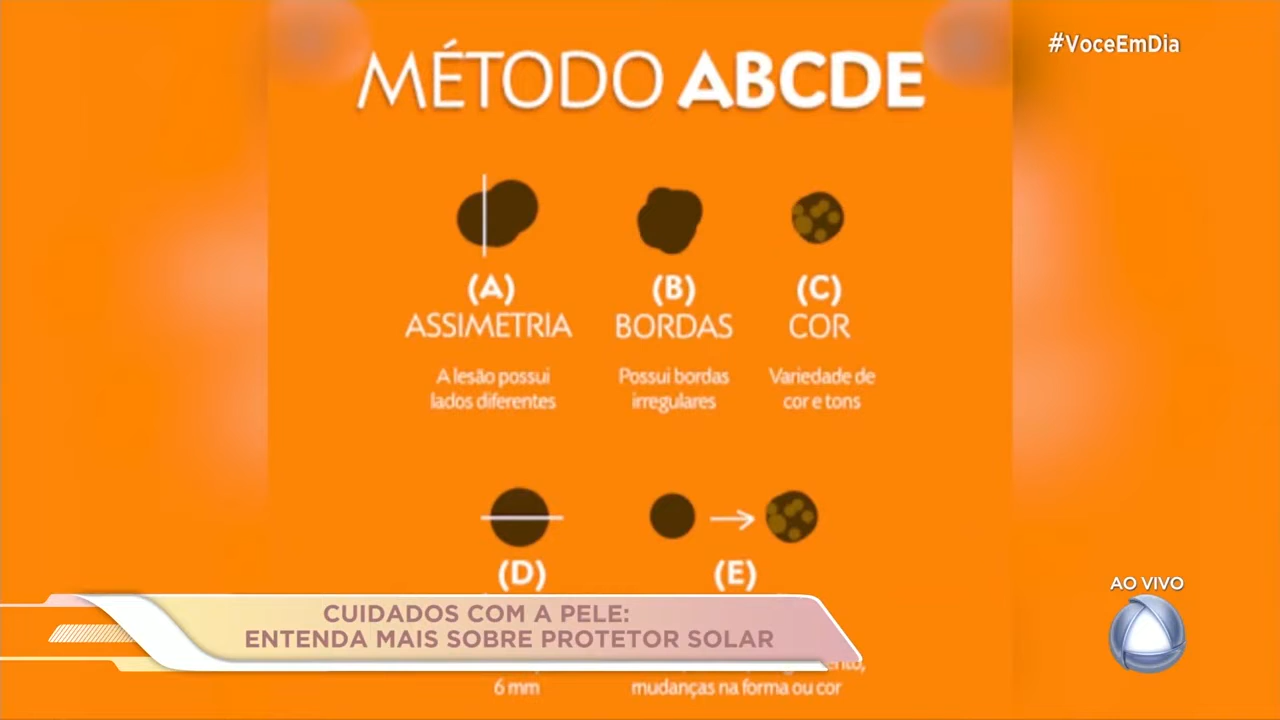 #VoceEmDia
MÉTODO ABCDE
(A)
ASSIMETRIA
A lesão possui
lados diferentes
(B)
BORDAS
Possui bordas
irregulares
(C)
COR
Variedade de
cor e tons
(D)
6 mm
(E)
mudanças na forma ou cor
CUIDADOS COM A PELE:
ENTENDA MAIS SOBRE PROTETOR SOLAR
AO VIVO